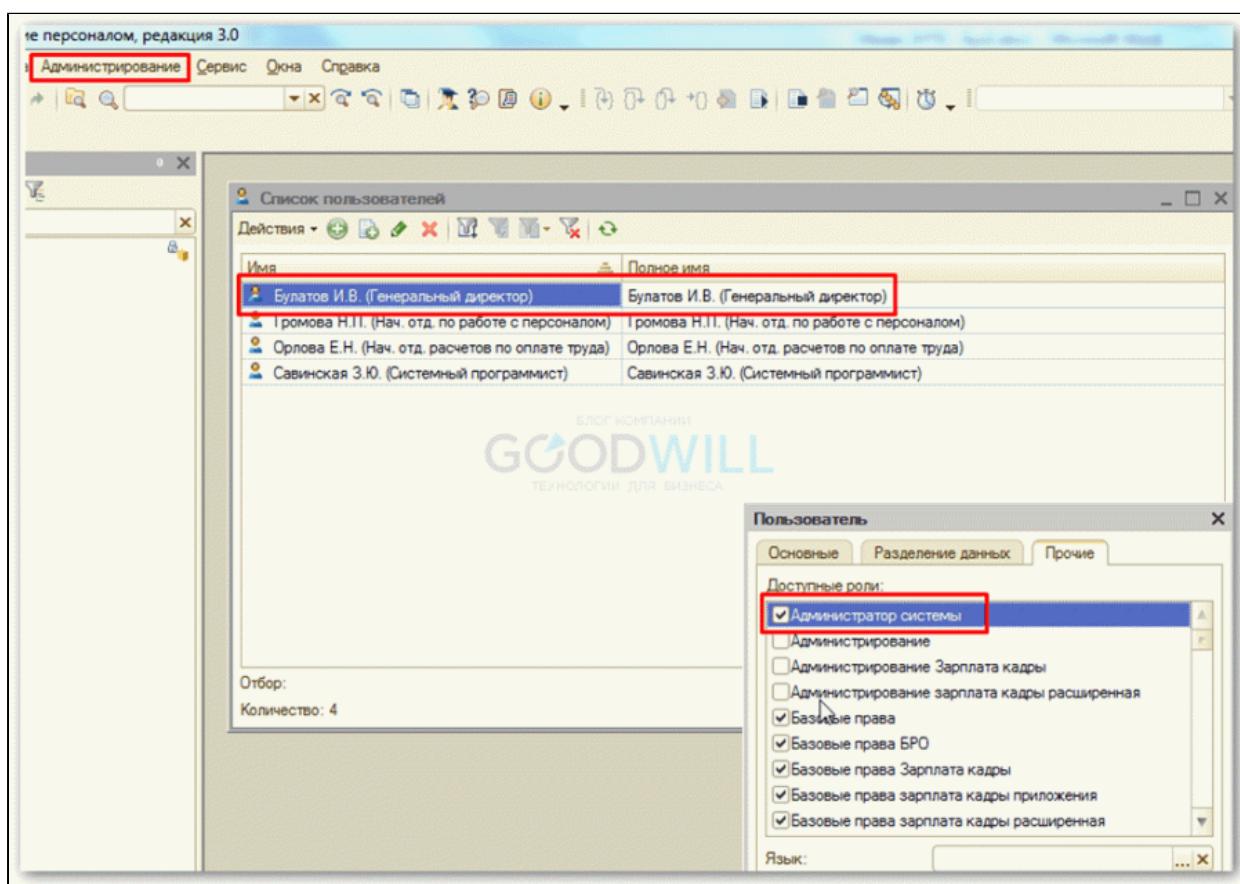 ие персоналом, редакция 3.0
Администрирование Сервис Окна Справка
Список пользователей
Действия
Имя Полное имя
Булатов И.В. (Генеральный директор) Булатов И.В. (Генеральный директор)
Громова Н.П. (Нач. отд. по работе с персоналом) Громова Н.П. (Нач. отд. по работе с персоналом)
Орлова Е.Н. (Нач. отд. расчетов по оплате труда) Орлова Е.Н. (Нач. отд. расчетов по оплате труда)
Савинская З.Ю. (Системный программист) Савинская З.Ю. (Системный программист)
БЛОГ КОМПАНИИ
GOODWILL
ТЕХНОЛОГИИ ДЛЯ БИЗНЕСА
Отбор:
Количество: 4
Пользователь
Основные Разделение данных Прочие
Доступные роли:
Администратор системы
Администрирование
Администрирование Зарплата кадры
Администрирование зарплата кадры расширенная
Базовые права
Базовые права БРО
Базовые права Зарплата кадры
Базовые права зарплата кадры приложения
Базовые права зарплата кадры расширенная
Язык: